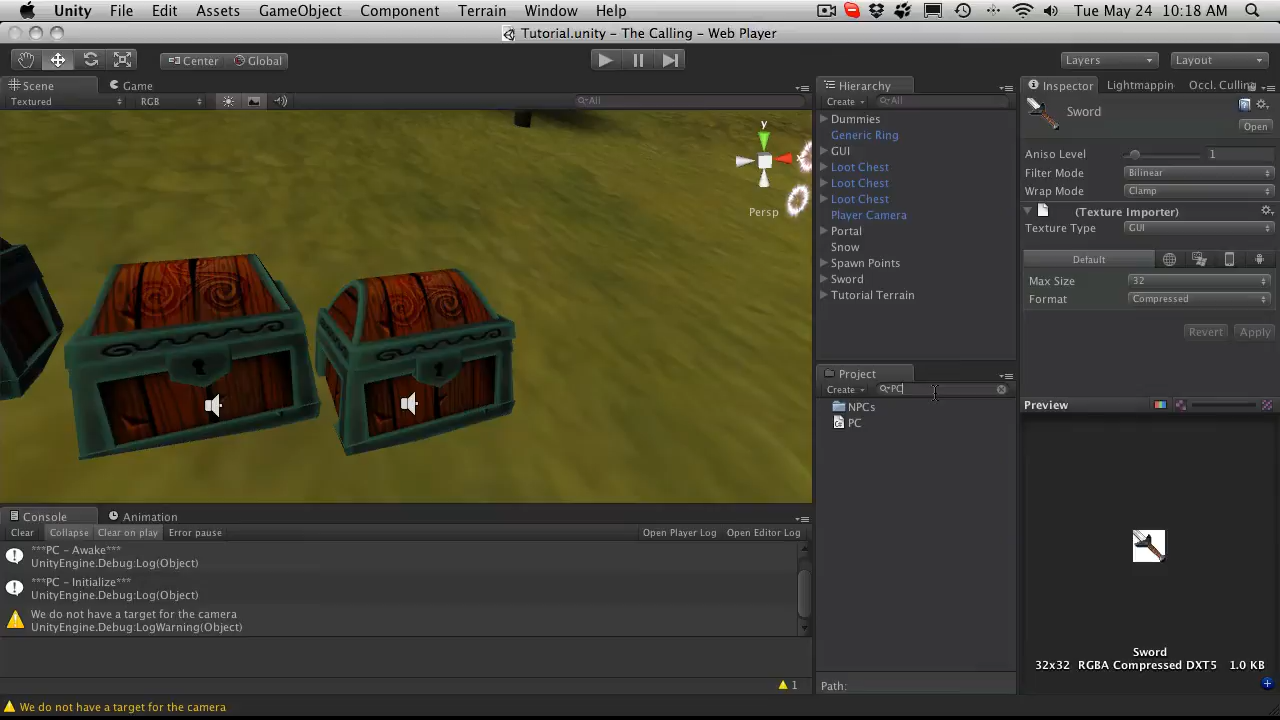 Unity File Edit Assets GameObject Component Terrain Window Help Tue May 24 10:18 AM
Tutorial.unity - The Calling - Web Player
Center Global Layers Layout
Scene Game
Textured RGB All
y
x
Persp
Hierarchy
Create All
Dummies
Generic Ring
GUI
Loot Chest
Loot Chest
Loot Chest
Player Camera
Portal
Snow
Spawn Points
Sword
Tutorial Terrain
Project
Create PC
NPCs
PC
Path:
Inspector Lightmappin Occl. Culling
Sword
Open
Aniso Level 1
Filter Mode Bilinear
Wrap Mode Clamp
(Texture Importer)
Texture Type GUI
Default
Max Size 32
Format Compressed
Revert Apply
Preview
Sword
32x32 RGBA Compressed DXT5 1.0 KB
Console Animation
Clear Collapse Clear on play Error pause Open Player Log Open Editor Log
***PC - Awake***
UnityEngine.Debug:Log(Object)
***PC - Initialize***
UnityEngine.Debug:Log(Object)
We do not have a target for the camera
UnityEngine.Debug:LogWarning(Object)
1
We do not have a target for the camera